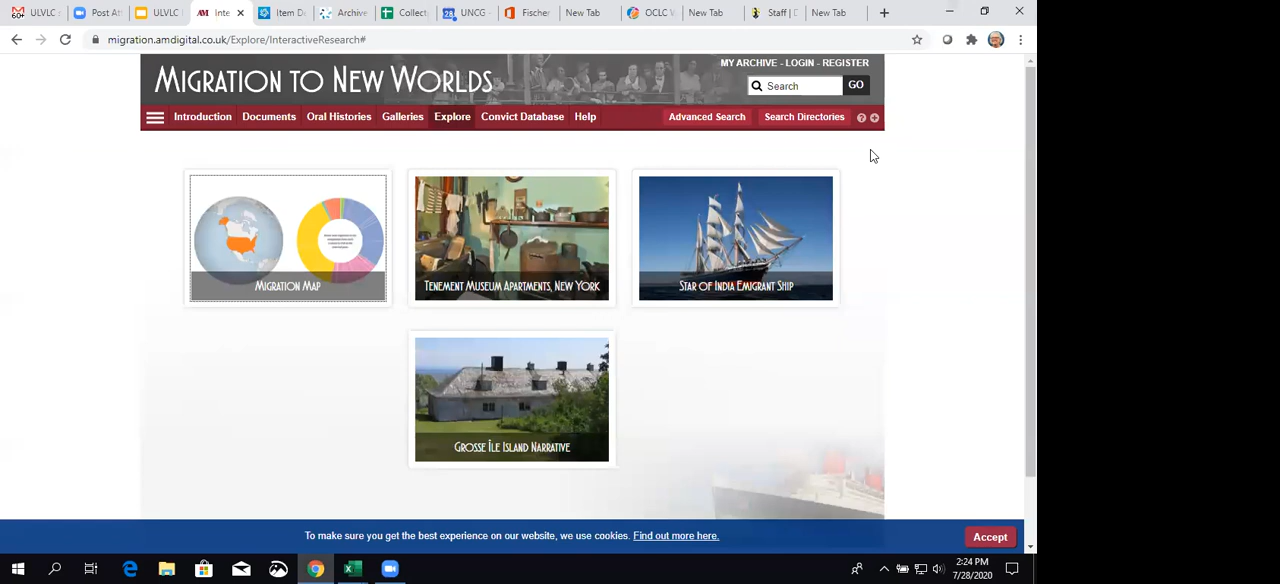 60+ ULVLC s
Post Att
ULVLC
AM Inte
Item D
Archive
Collect
28 UNCG -
Fischer
New Tab
OCLC V
New Tab
Staff | D
New Tab
migration.amdigital.co.uk/Explore/InteractiveResearch#
MIGRATION TO NEW WORLDS
MY ARCHIVE - LOGIN - REGISTER
Search GO
Introduction Documents Oral Histories Galleries Explore Convict Database Help Advanced Search Search Directories
MIGRATION MAP
TENEMENT MUSEUM APARTMENTS, NEW YORK
STAR OF INDIA EMIGRANT SHIP
GROSSE ÎLE ISLAND NARRATIVE
To make sure you get the best experience on our website, we use cookies. Find out more here.
Accept
2:24 PM
7/28/2020